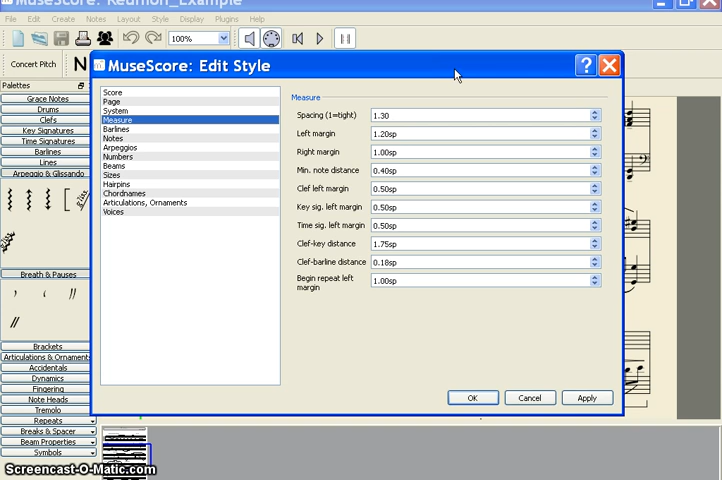 MuseScore: Reunion_Example
File Edit Create Notes Layout Style Display Plugins Help
100%
Concert Pitch N
MuseScore: Edit Style
Palettes
Grace Notes
Drums
Clefs
Key Signatures
Time Signatures
Barlines
Lines
Arpeggio & Glissando
Breath & Pauses
Brackets
Articulations & Ornaments
Accidentals
Dynamics
Fingering
Note Heads
Tremolo
Repeats
Breaks & Spacer
Beam Properties
Symbols
Score
Page
System
Measure
Barlines
Notes
Arpeggios
Numbers
Beams
Sizes
Hairpins
Chordnames
Articulations, Ornaments
Voices
Measure
Spacing (1=tight) 1.30
Left margin 1.20sp
Right margin 1.00sp
Min. note distance 0.40sp
Clef left margin 0.50sp
Key sig. left margin 0.50sp
Time sig. left margin 0.50sp
Clef-key distance 1.75sp
Clef-barline distance 0.18sp
Begin repeat left margin 1.00sp
OK Cancel Apply
Screencast-O-Matic.com